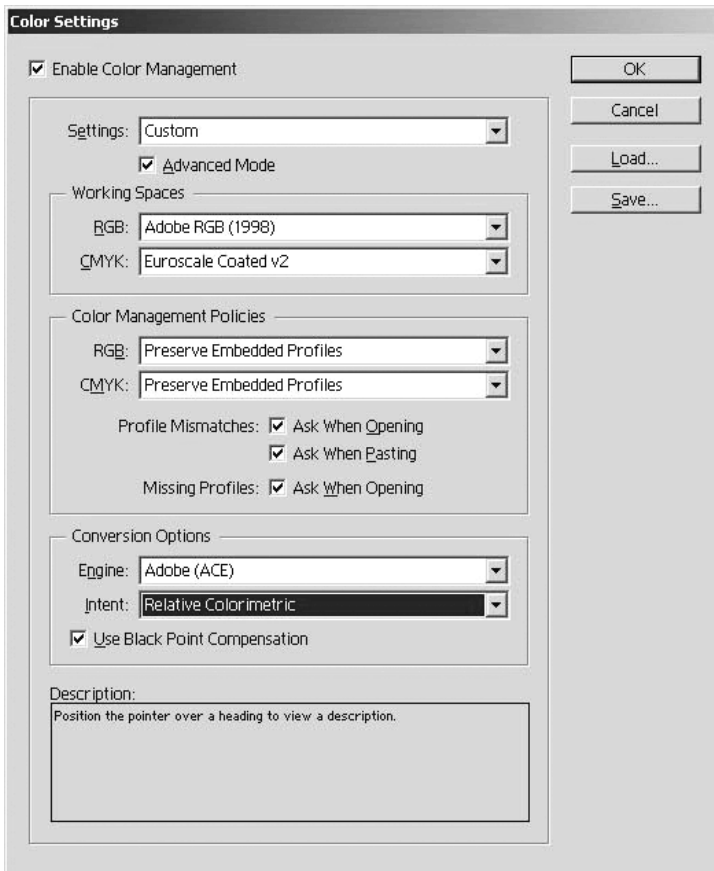 Color Settings
Enable Color Management
OK
Cancel
Load...
Save...
Settings: Custom
Advanced Mode
Working Spaces
RGB: Adobe RGB (1998)
CMYK: Euroscale Coated v2
Color Management Policies
RGB: Preserve Embedded Profiles
CMYK: Preserve Embedded Profiles
Profile Mismatches: Ask When Opening
Ask When Pasting
Missing Profiles: Ask When Opening
Conversion Options
Engine: Adobe (ACE)
Intent: Relative Colorimetric
Use Black Point Compensation
Description:
Position the pointer over a heading to view a description.